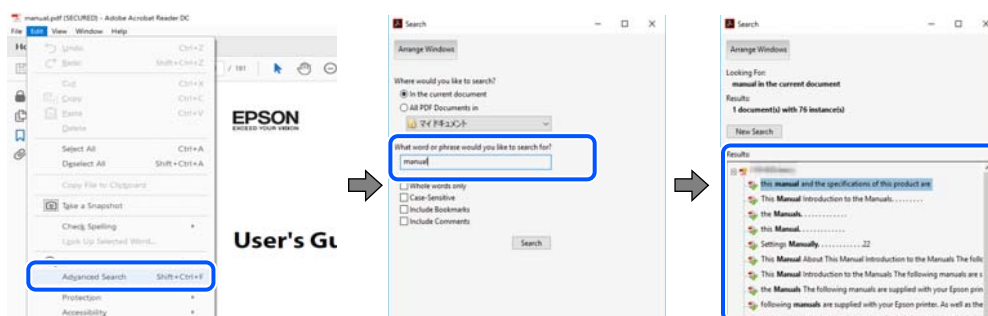 manual.pdf (SECURED) - Adobe Acrobat Reader DC
File Edit View Window Help
Undo Ctrl+Z
Redo Shift+Ctrl+Z
Cut Ctrl+X
Copy Ctrl+C
Paste Ctrl+V
Delete
Select All Ctrl+A
Deselect All Shift+Ctrl+A
Copy File to Clipboard
Take a Snapshot
Check Spelling
Look Up Selected Word...
Advanced Search Shift+Ctrl+F
Protection
Accessibility
/ 181
EPSON
EXCEED YOUR VISION
User's Gu
Search
Arrange Windows
Where would you like to search?
In the current document
All PDF Documents in
マイドキュメント
What word or phrase would you like to search for?
manual
Whole words only
Case-Sensitive
Include Bookmarks
Include Comments
Search
Search
Arrange Windows
Looking For:
manual in the current document
Results:
1 document(s) with 76 instance(s)
New Search
Results:
this manual and the specifications of this product are
This Manual Introduction to the Manuals. . . . . . . . .
the Manuals. . . . . . . . . . . . .
this Manual. . . . . . . . . . . . .
Settings Manually. . . . . . . . . . . . .22
This Manual About This Manual Introduction to the Manuals The follo
This Manual Introduction to the Manuals The following manuals are s
the Manuals The following manuals are supplied with your Epson prin
following manuals are supplied with your Epson printer. As well as the